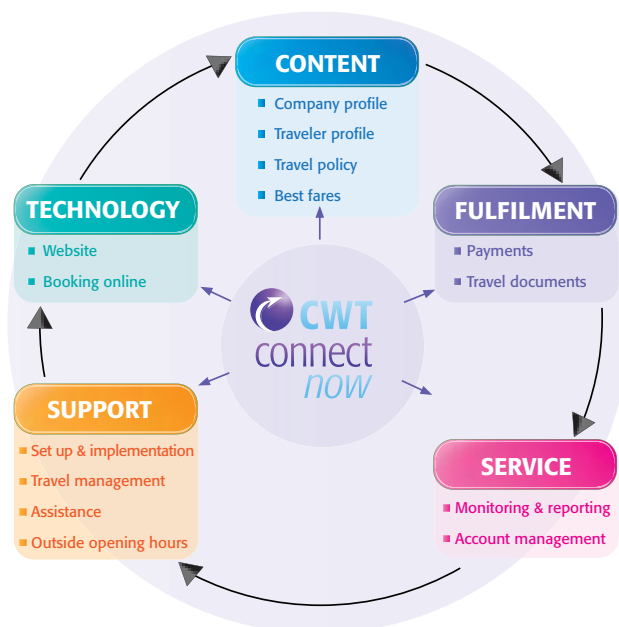 CONTENT
Company profile
Traveler profile
Travel policy
Best fares
TECHNOLOGY
Website
Booking online
FULFILMENT
Payments
Travel documents
CWT
connect
now
SUPPORT
Set up & implementation
Travel management
Assistance
Outside opening hours
SERVICE
Monitoring & reporting
Account management